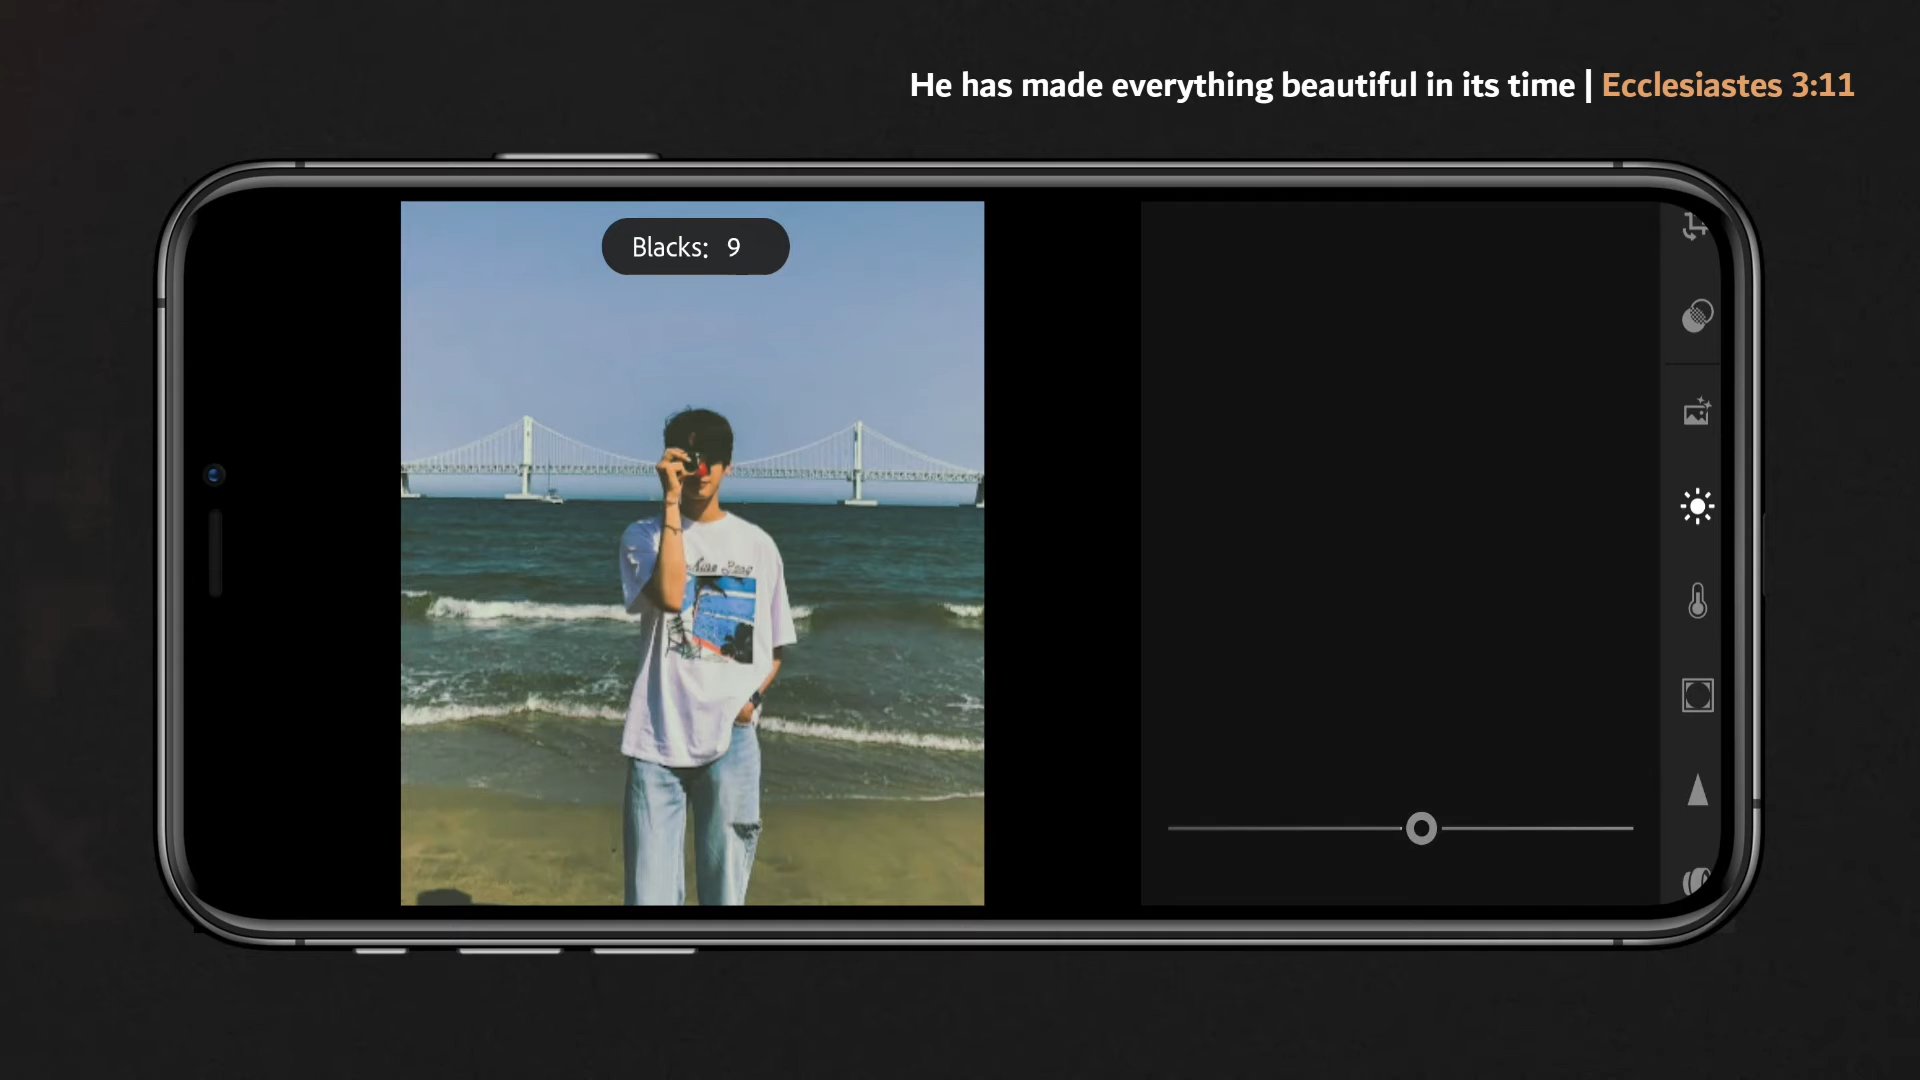 He has made everything beautiful in its time | Ecclesiastes 3:11
Blacks: 9